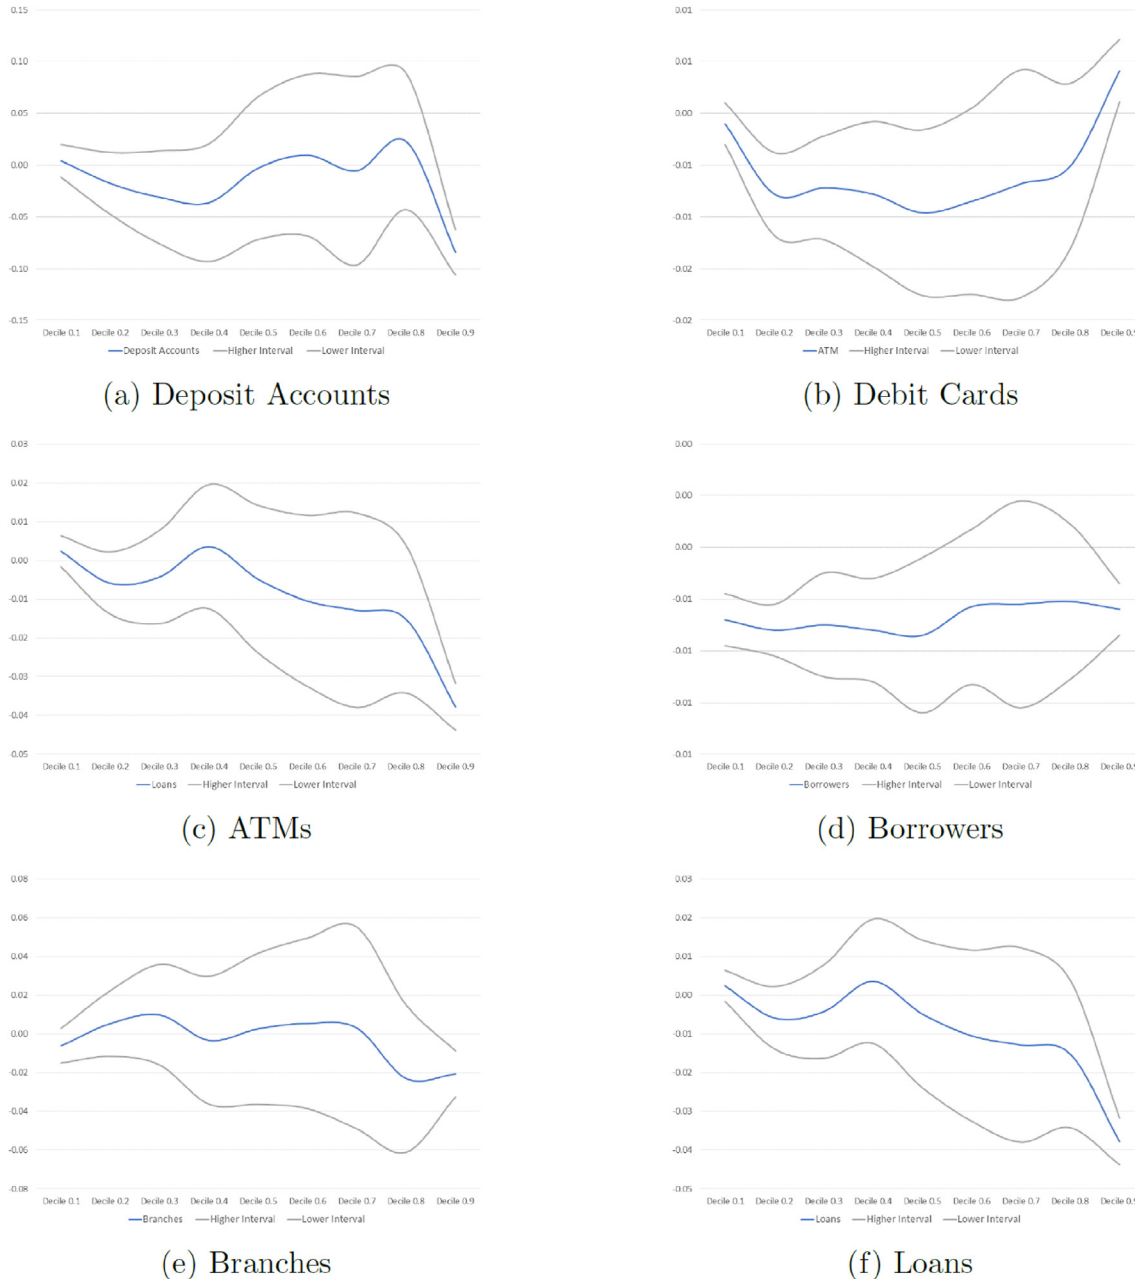 0.15
0.10
0.05
0.00
-0.05
-0.10
-0.15
Decile 0.1 Decile 0.2 Decile 0.3 Decile 0.4 Decile 0.5 Decile 0.6 Decile 0.7 Decile 0.8 Decile 0.9
Deposit Accounts Higher Interval Lower Interval
(a) Deposit Accounts
0.01
0.01
0.00
-0.01
-0.01
-0.02
-0.02
Decile 0.1 Decile 0.2 Decile 0.3 Decile 0.4 Decile 0.5 Decile 0.6 Decile 0.7 Decile 0.8 Decile 0.9
ATM Higher Interval Lower Interval
(b) Debit Cards
0.03
0.02
0.01
0.00
-0.01
-0.02
-0.03
-0.04
-0.05
Decile 0.1 Decile 0.2 Decile 0.3 Decile 0.4 Decile 0.5 Decile 0.6 Decile 0.7 Decile 0.8 Decile 0.9
Loans Higher Interval Lower Interval
(c) ATMs
0.00
0.00
0.00
-0.01
-0.01
-0.01
-0.01
Decile 0.1 Decile 0.2 Decile 0.3 Decile 0.4 Decile 0.5 Decile 0.6 Decile 0.7 Decile 0.8 Decile 0.9
Borrowers Higher Interval Lower Interval
(d) Borrowers
0.08
0.06
0.04
0.02
0.00
-0.02
-0.04
-0.06
-0.08
Decile 0.1 Decile 0.2 Decile 0.3 Decile 0.4 Decile 0.5 Decile 0.6 Decile 0.7 Decile 0.8 Decile 0.9
Branches Higher Interval Lower Interval
(e) Branches
0.03
0.02
0.01
0.00
-0.01
-0.02
-0.03
-0.04
-0.05
Decile 0.1 Decile 0.2 Decile 0.3 Decile 0.4 Decile 0.5 Decile 0.6 Decile 0.7 Decile 0.8 Decile 0.9
Loans Higher Interval Lower Interval
(f) Loans